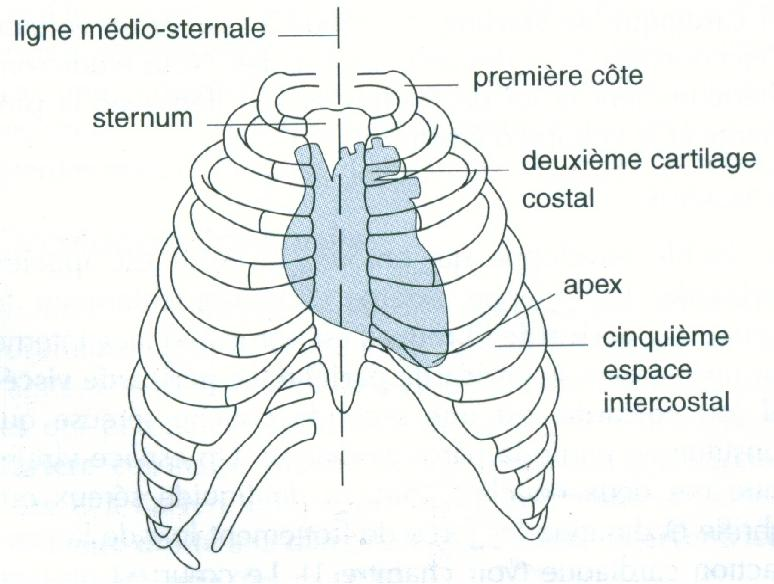 ligne médio-sternale
première côte
sternum
deuxième cartilage
costal
apex
cinquième
espace
intercostal